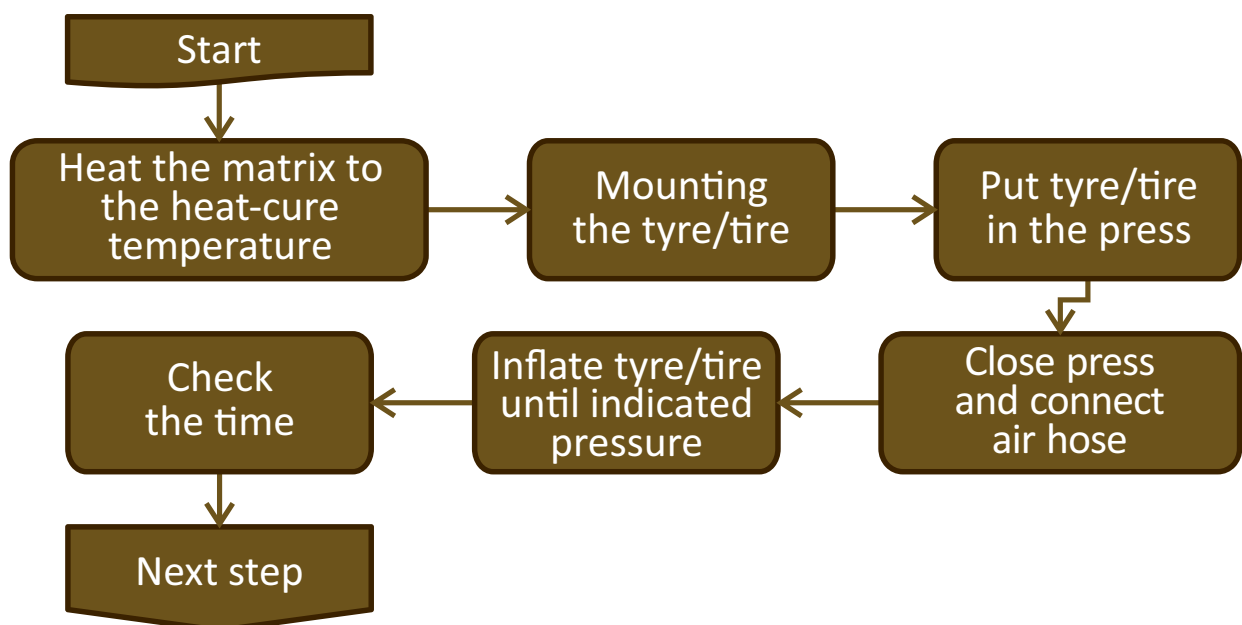 Start
Heat the matrix to
the heat-cure
temperature
Mounting
the tyre/tire
Put tyre/tire
in the press
Close press
and connect
air hose
Inflate tyre/tire
until indicated
pressure
Check
the time
Next step